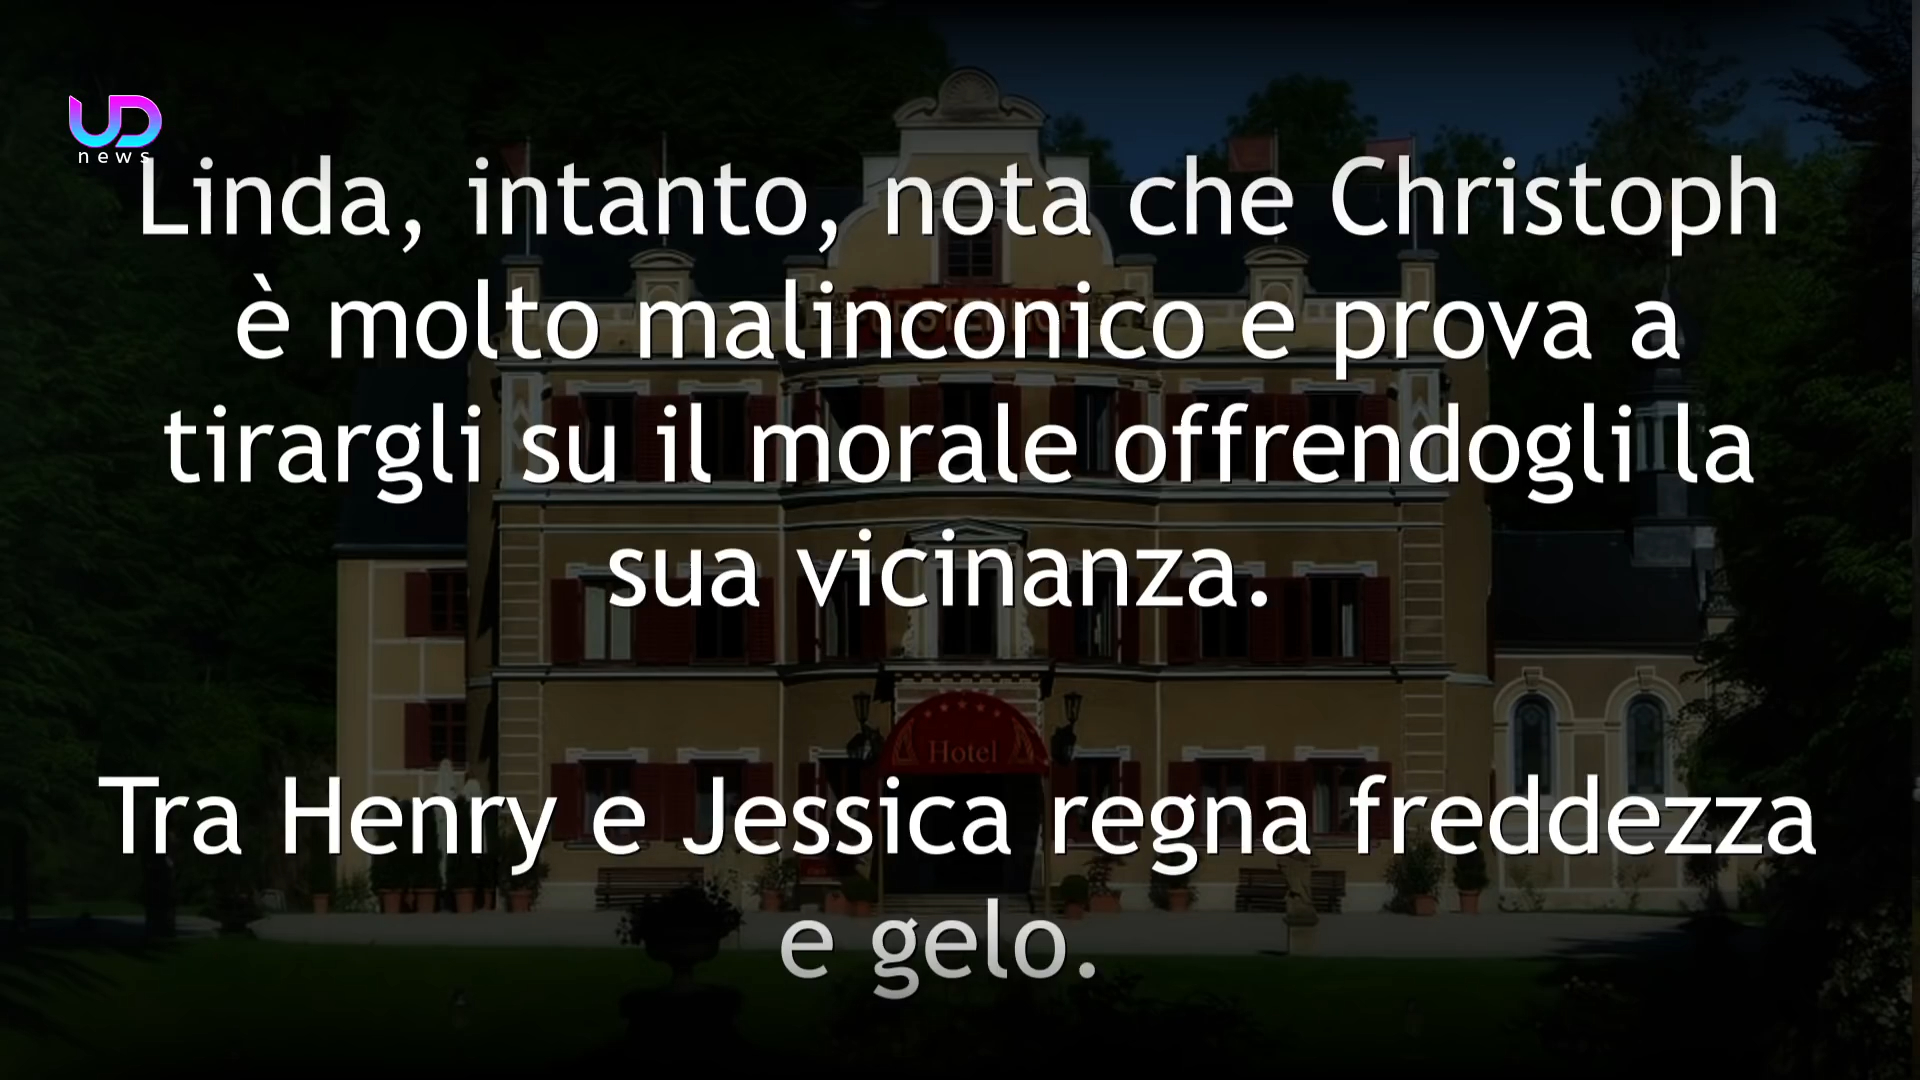 UD
news
Linda, intanto, nota che Christoph
è molto malinconico e prova a
tirargli su il morale offrendogli la
sua vicinanza.
Hotel
Tra Henry e Jessica regna freddezza
e gelo.